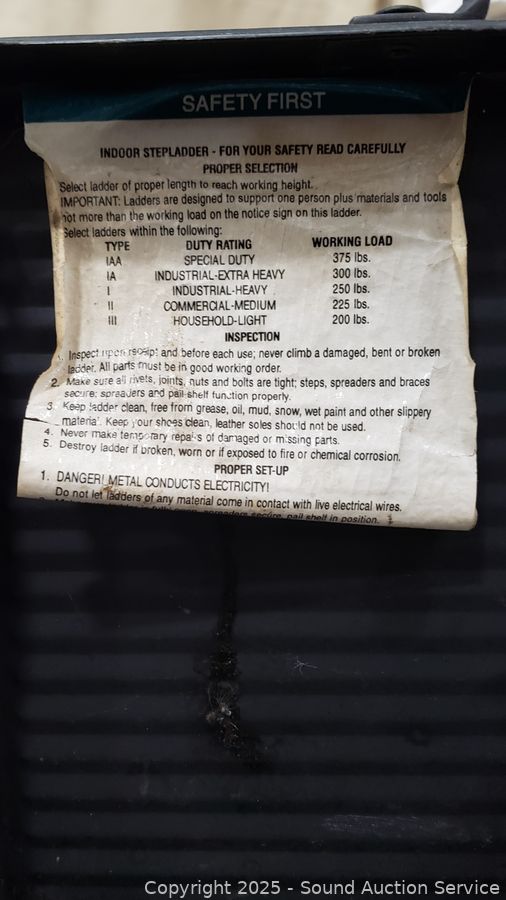 SAFETY FIRST
INDOOR STEPLADDER - FOR YOUR SAFETY READ CAREFULLY
PROPER SELECTION
Select ladder of proper length to reach working height.
IMPORTANT: Ladders are designed to support one person plus materials and tools
not more than the working load on the notice sign on this ladder.
Select ladders within the following:
TYPE DUTY RATING WORKING LOAD
IAA SPECIAL DUTY 375 lbs.
IA INDUSTRIAL-EXTRA HEAVY 300 lbs.
I INDUSTRIAL-HEAVY 250 lbs.
II COMMERCIAL-MEDIUM 225 lbs.
III HOUSEHOLD-LIGHT 200 lbs.
INSPECTION
. Inspect upon receipt and before each use; never climb a damaged, bent or broken
ladder. All parts must be in good working order.
2. Make sure all rivets, joints, nuts and bolts are tight; steps, spreaders and braces
secure; spreaders and pail shelf function properly.
3. Keep ladder clean, free from grease, oil, mud, snow, wet paint and other slippery
material. Keep your shoes clean, leather soles should not be used.
4. Never make temporary repairs of damaged or missing parts.
5. Destroy ladder if broken, worn or if exposed to fire or chemical corrosion.
PROPER SET-UP
1. DANGER! METAL CONDUCTS ELECTRICITY!
Do not let ladders of any material come in contact with live electrical wires.
spreaders secure, pail shelf in position.
Copyright 2025 - Sound Auction Service